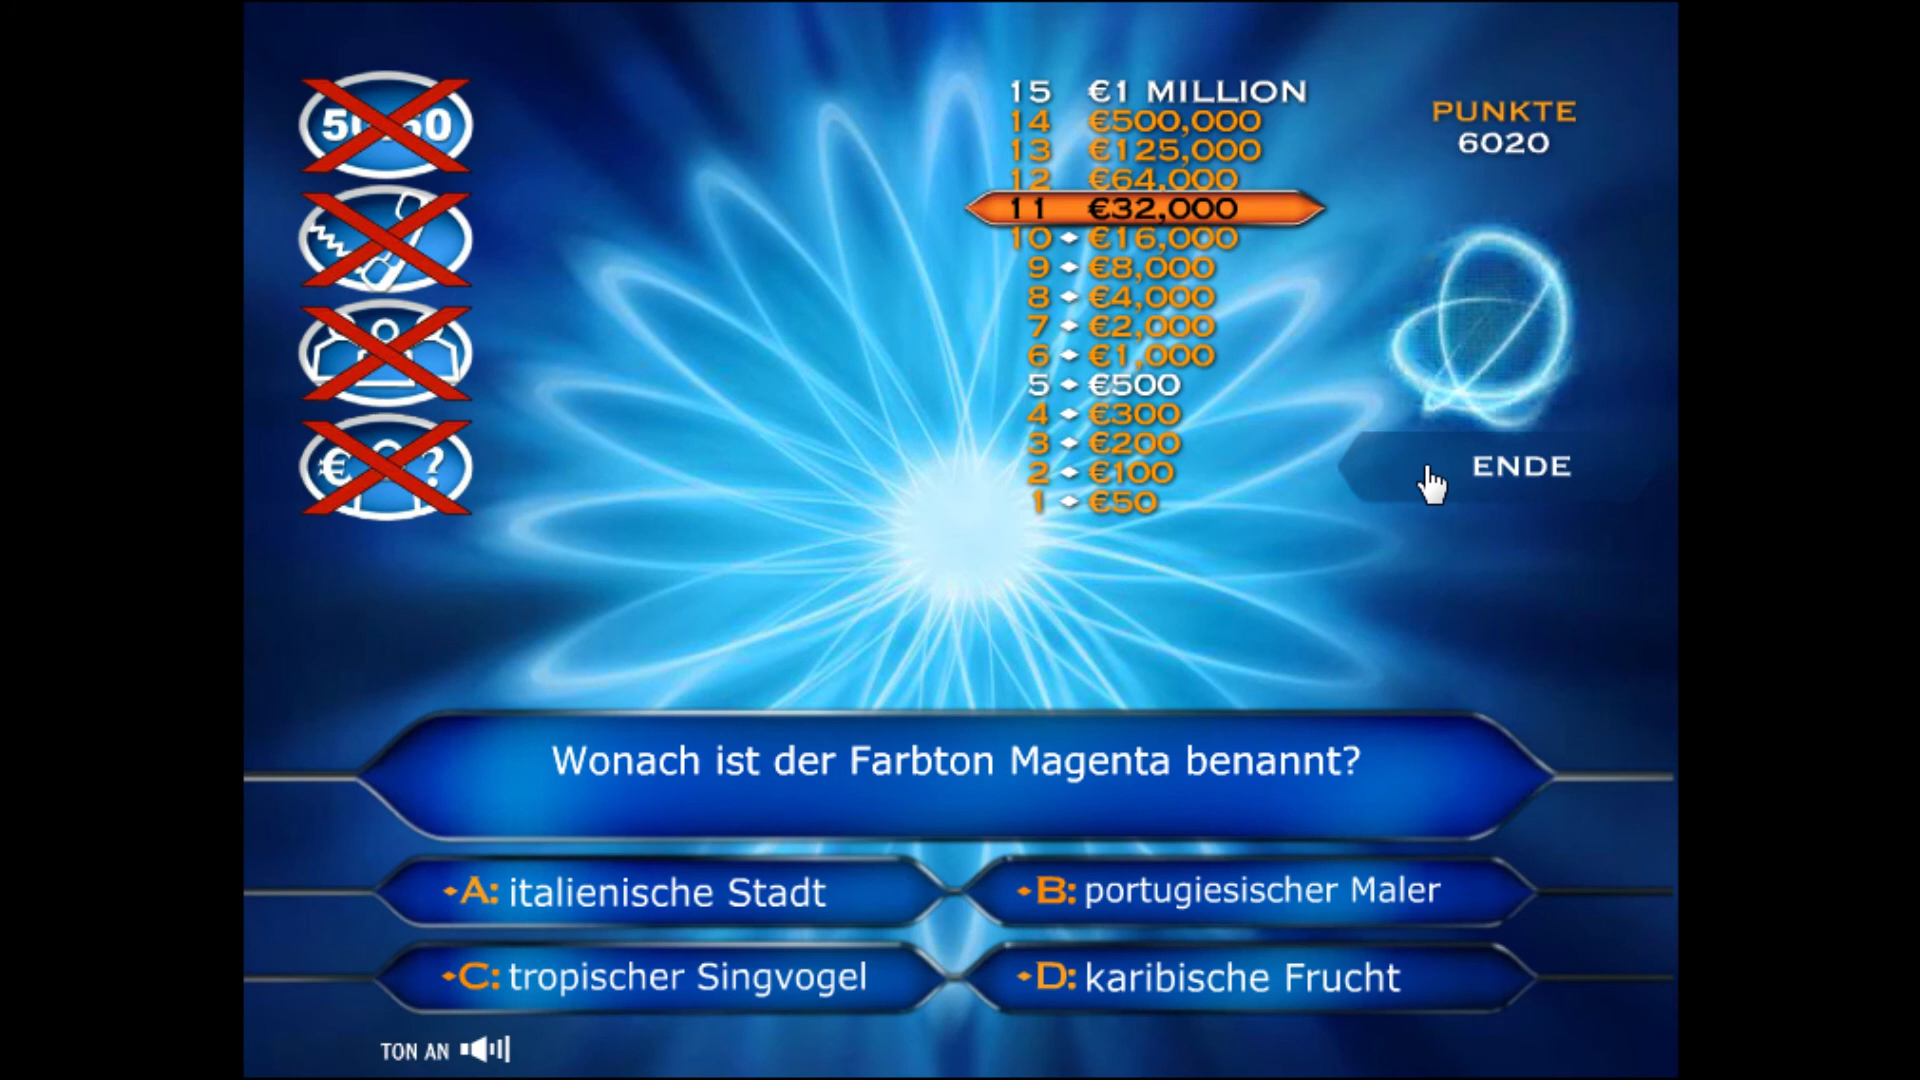 50:50
15 €1 MILLION
14 €500,000
13 €125,000
12 €64,000
11 €32,000
10 €16,000
9 €8,000
8 €4,000
7 €2,000
6 €1,000
5 €500
4 €300
3 €200
2 €100
1 €50
PUNKTE
6020
€ ?
ENDE
Wonach ist der Farbton Magenta benannt?
A: italienische Stadt
B: portugiesischer Maler
C: tropischer Singvogel
D: karibische Frucht
TON AN